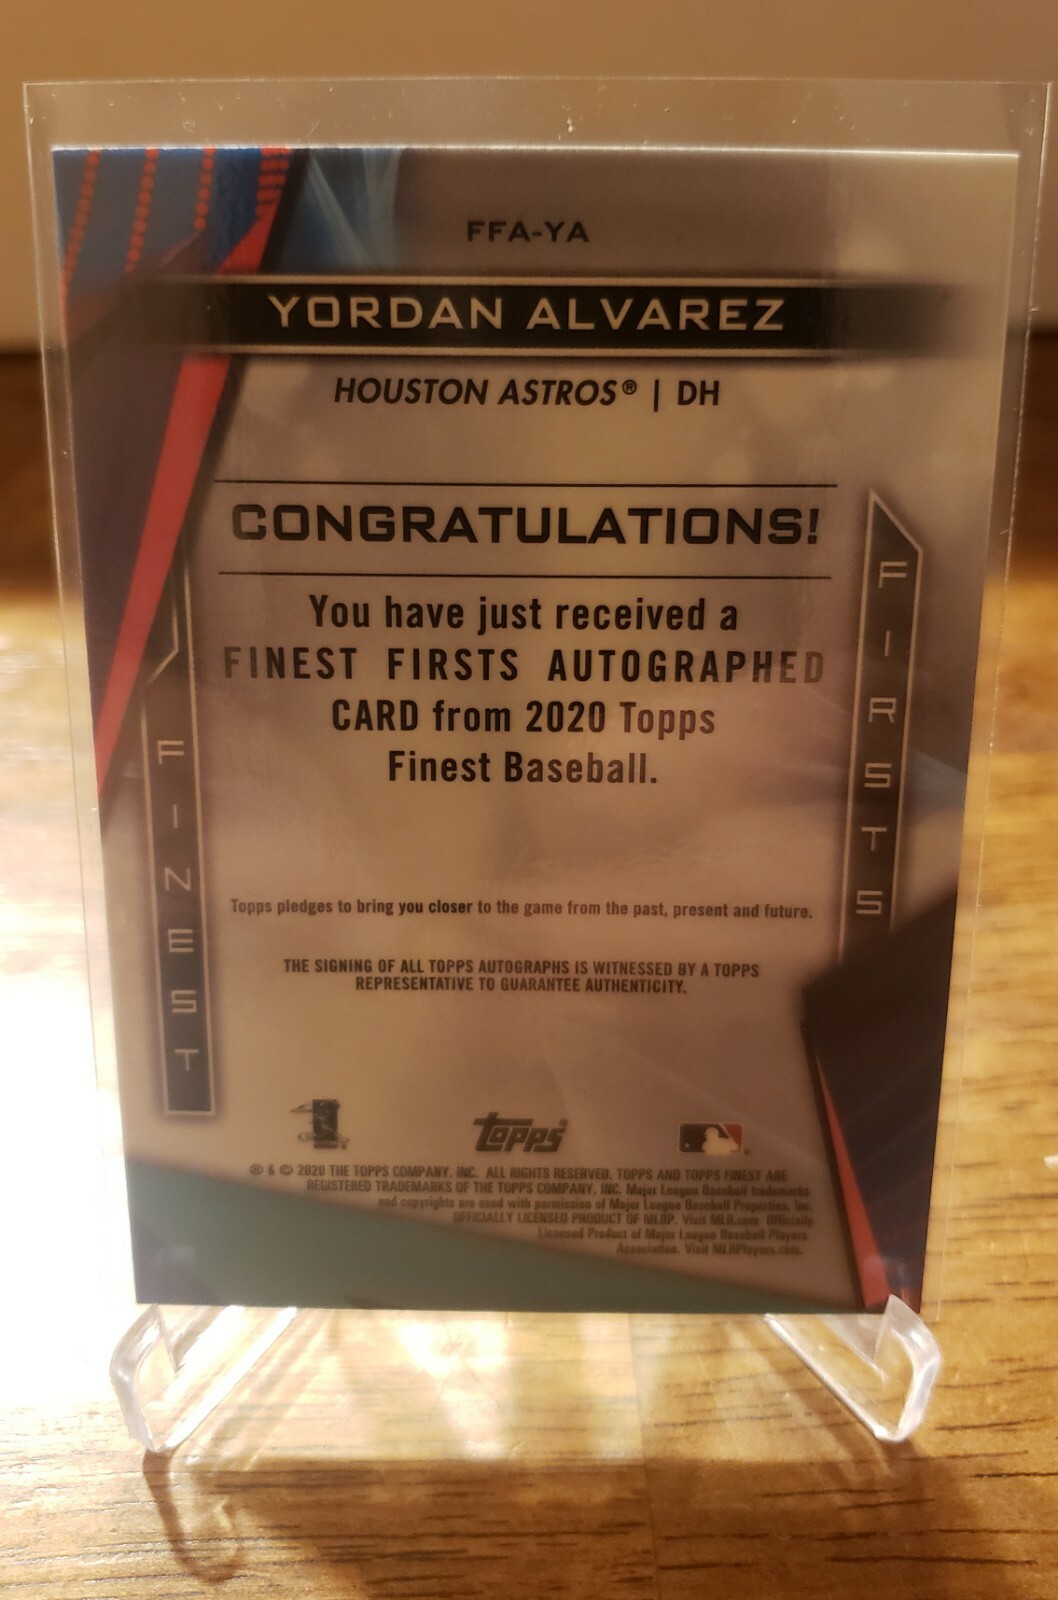 FFA-YA
YORDAN ALVAREZ
HOUSTON ASTROS® | DH
CONGRATULATIONS!
You have just received a
FINEST FIRSTS AUTOGRAPHED
CARD from 2020 Topps
Finest Baseball.
FINEST
FIRSTS
Topps pledges to bring you closer to the game from the past, present and future.
THE SIGNING OF ALL TOPPS AUTOGRAPHS IS WITNESSED BY A TOPPS
REPRESENTATIVE TO GUARANTEE AUTHENTICITY.
topps®
® & © 2020 THE TOPPS COMPANY, INC. ALL RIGHTS RESERVED. TOPPS AND TOPPS FINEST ARE
REGISTERED TRADEMARKS OF THE TOPPS COMPANY, INC. Major League Baseball trademarks
and copyrights are used with permission of Major League Baseball Properties, Inc.
OFFICIALLY LICENSED PRODUCT OF MLBP. Visit MLB.com Officially
Licensed Product of Major League Baseball Players
Association. Visit MLBPlayers.com.